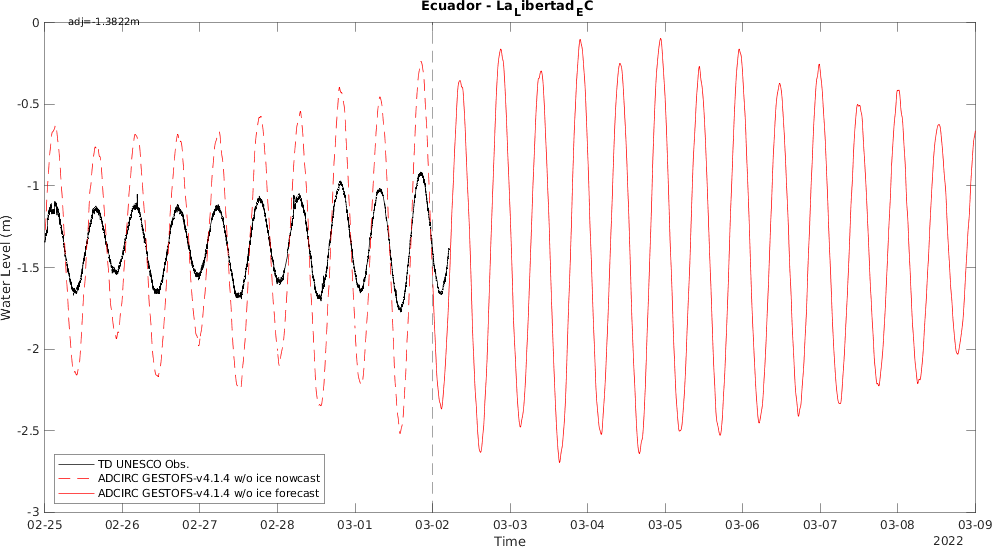 Ecuador - LaLibertadEC
adj=-1.3822m
0
-0.5
-1
-1.5
-2
-2.5
-3
Water Level (m)
TD UNESCO Obs.
ADCIRC GESTOFS-v4.1.4 w/o ice nowcast
ADCIRC GESTOFS-v4.1.4 w/o ice forecast
02-25 02-26 02-27 02-28 03-01 03-02 03-03 03-04 03-05 03-06 03-07 03-08 03-09
Time
2022